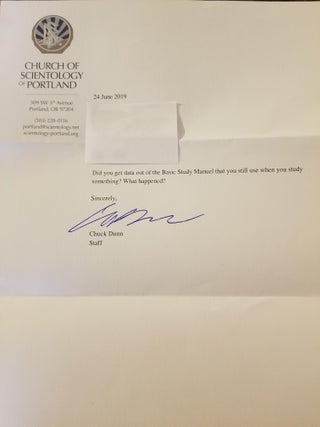 CHURCH OF
SCIENTOLOGY
OF PORTLAND
309 SW 5th Avenue
Portland, OR 97204
(503) 228-0116
portland@scientology.net
scientology-portland.org
24 June 2019
Did you get data out of the Basic Study Manuel that you still use when you study
something? What happened?
Sincerely,
Chuck Dunn
Staff